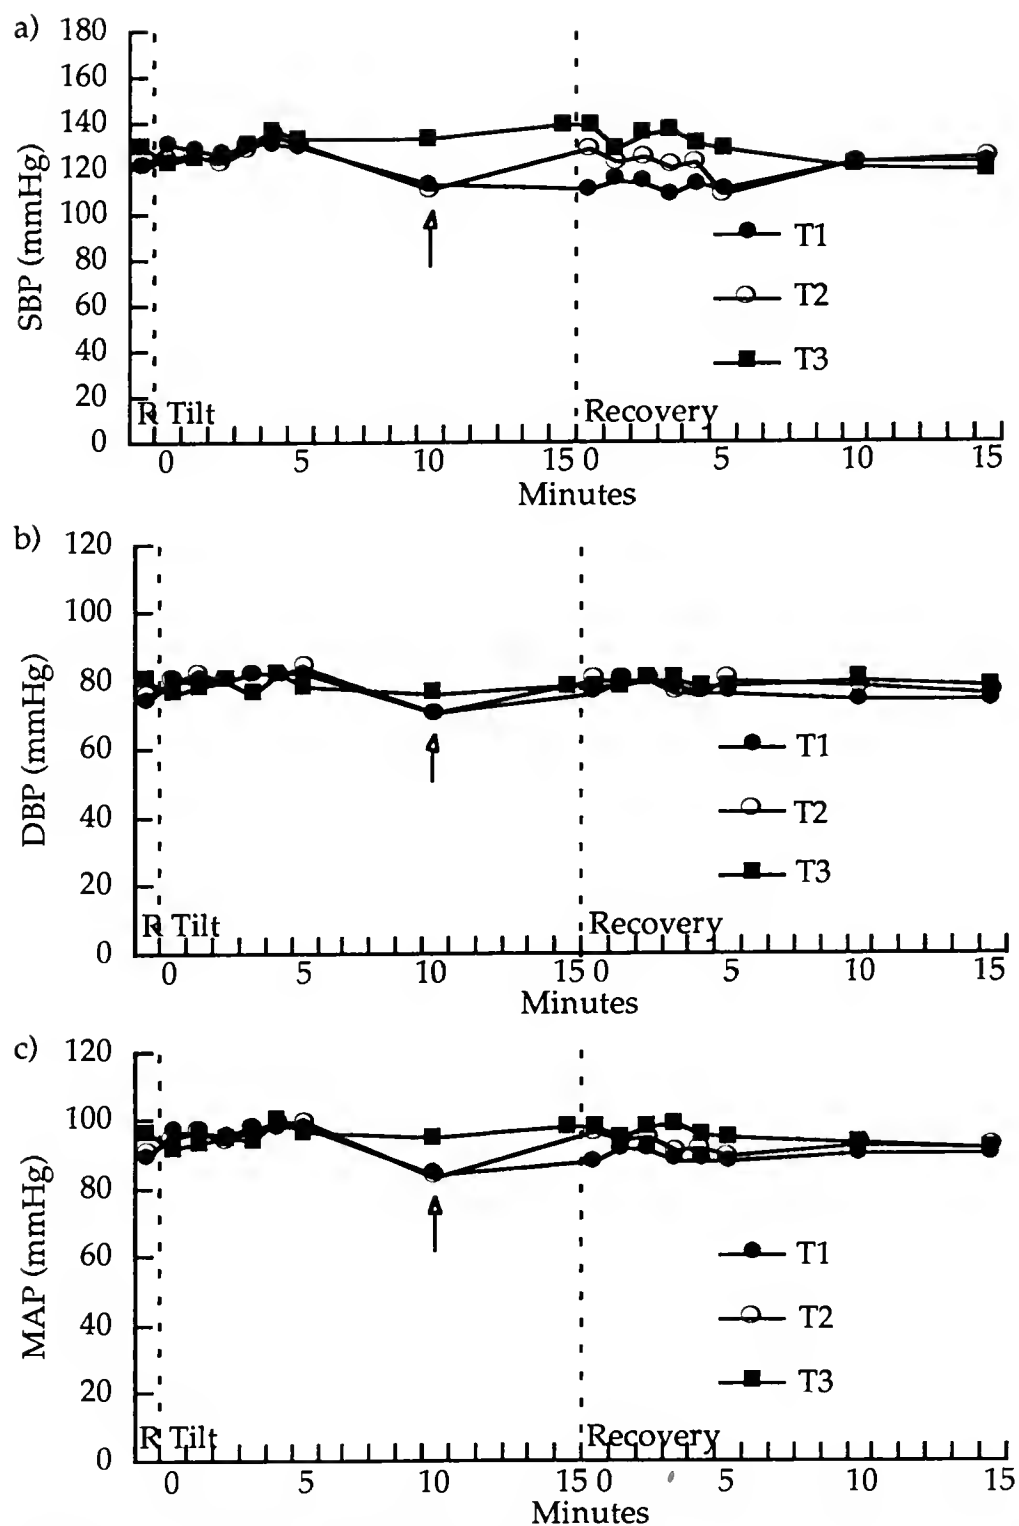 a)
180
160
140
120
100
80
60
40
20
0
SBP (mmHg)
T1
T2
T3
R Tilt
Recovery
0 5 10 15 0 5 10 15
Minutes
b)
120
100
80
60
40
20
0
DBP (mmHg)
T1
T2
T3
R Tilt
Recovery
0 5 10 15 0 5 10 15
Minutes
c)
120
100
80
60
40
20
0
MAP (mmHg)
T1
T2
T3
R Tilt
Recovery
0 5 10 15 0 5 10 15
Minutes